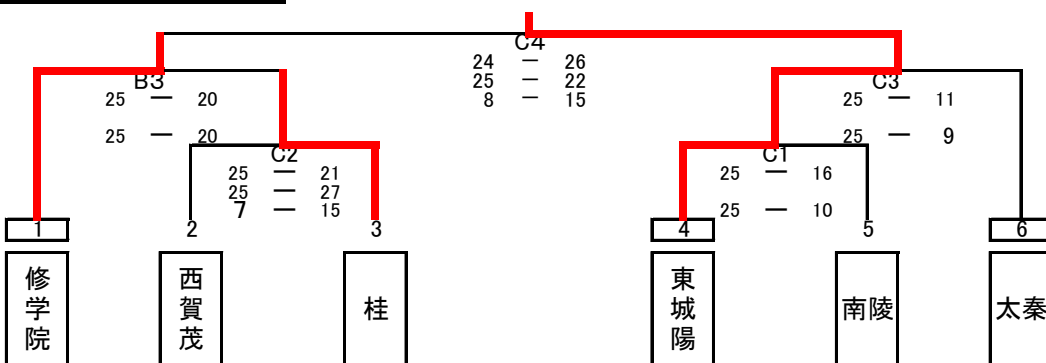 C4
24 － 26
25 － 22
8 － 15
B3
25 ー 20
25 ー 20
C3
25 ー 11
25 ー 9
C2
25 ー 21
25 ー 27
7 ー 15
C1
25 ー 16
25 ー 10
1 2 3 4 5 6
修学院
西賀茂
桂
東城陽
南陵
太秦